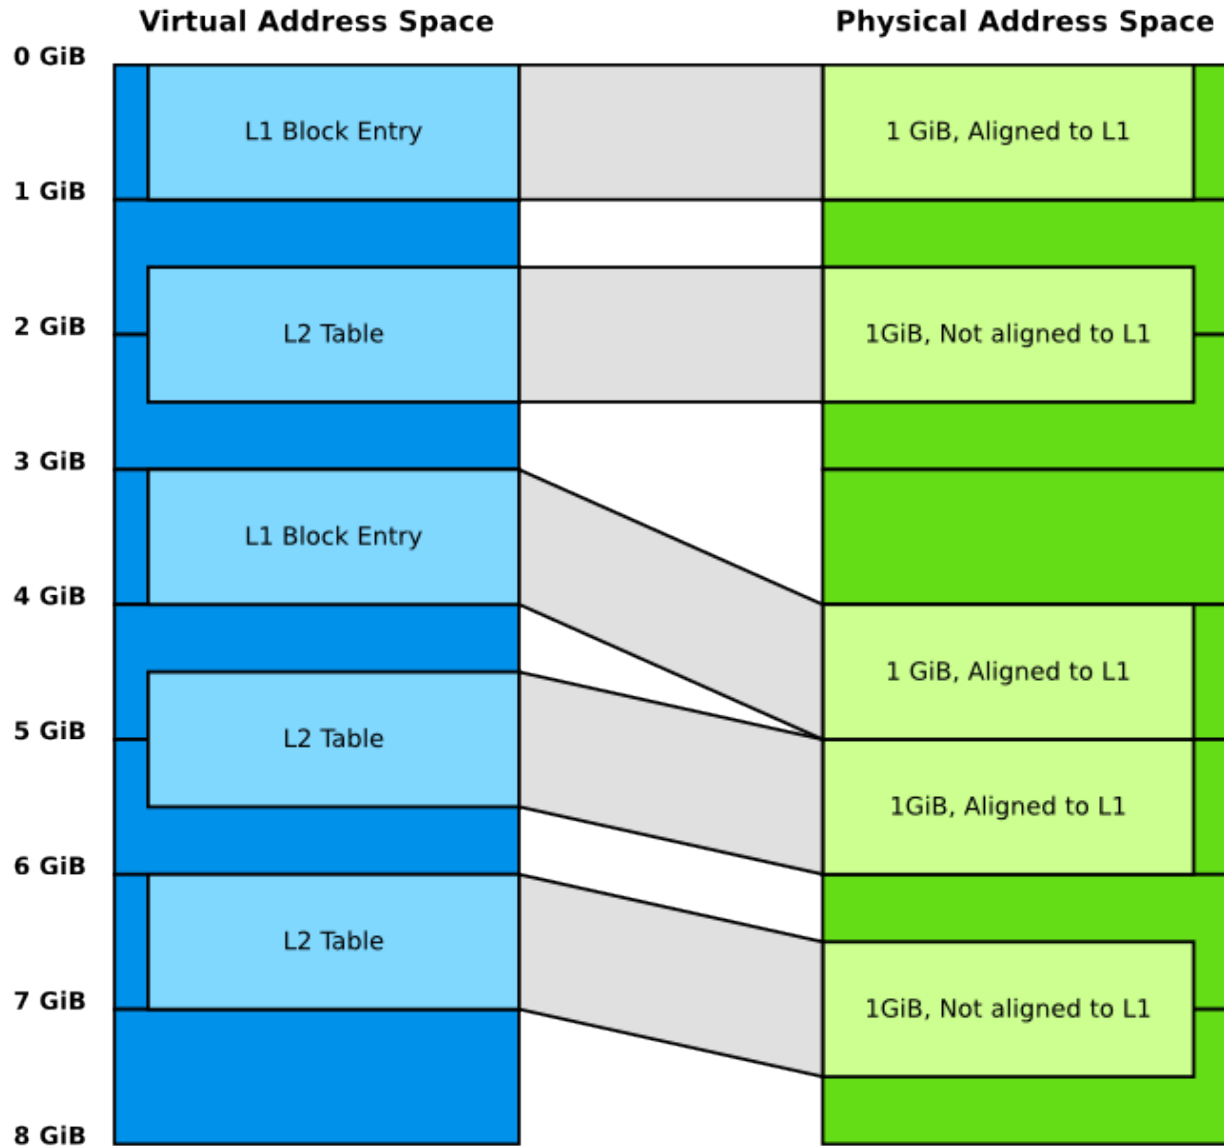 Virtual Address Space
Physical Address Space
0 GiB
L1 Block Entry
1 GiB, Aligned to L1
1 GiB
2 GiB
L2 Table
1GiB, Not aligned to L1
3 GiB
L1 Block Entry
4 GiB
1 GiB, Aligned to L1
5 GiB
L2 Table
1GiB, Aligned to L1
6 GiB
L2 Table
7 GiB
1GiB, Not aligned to L1
8 GiB